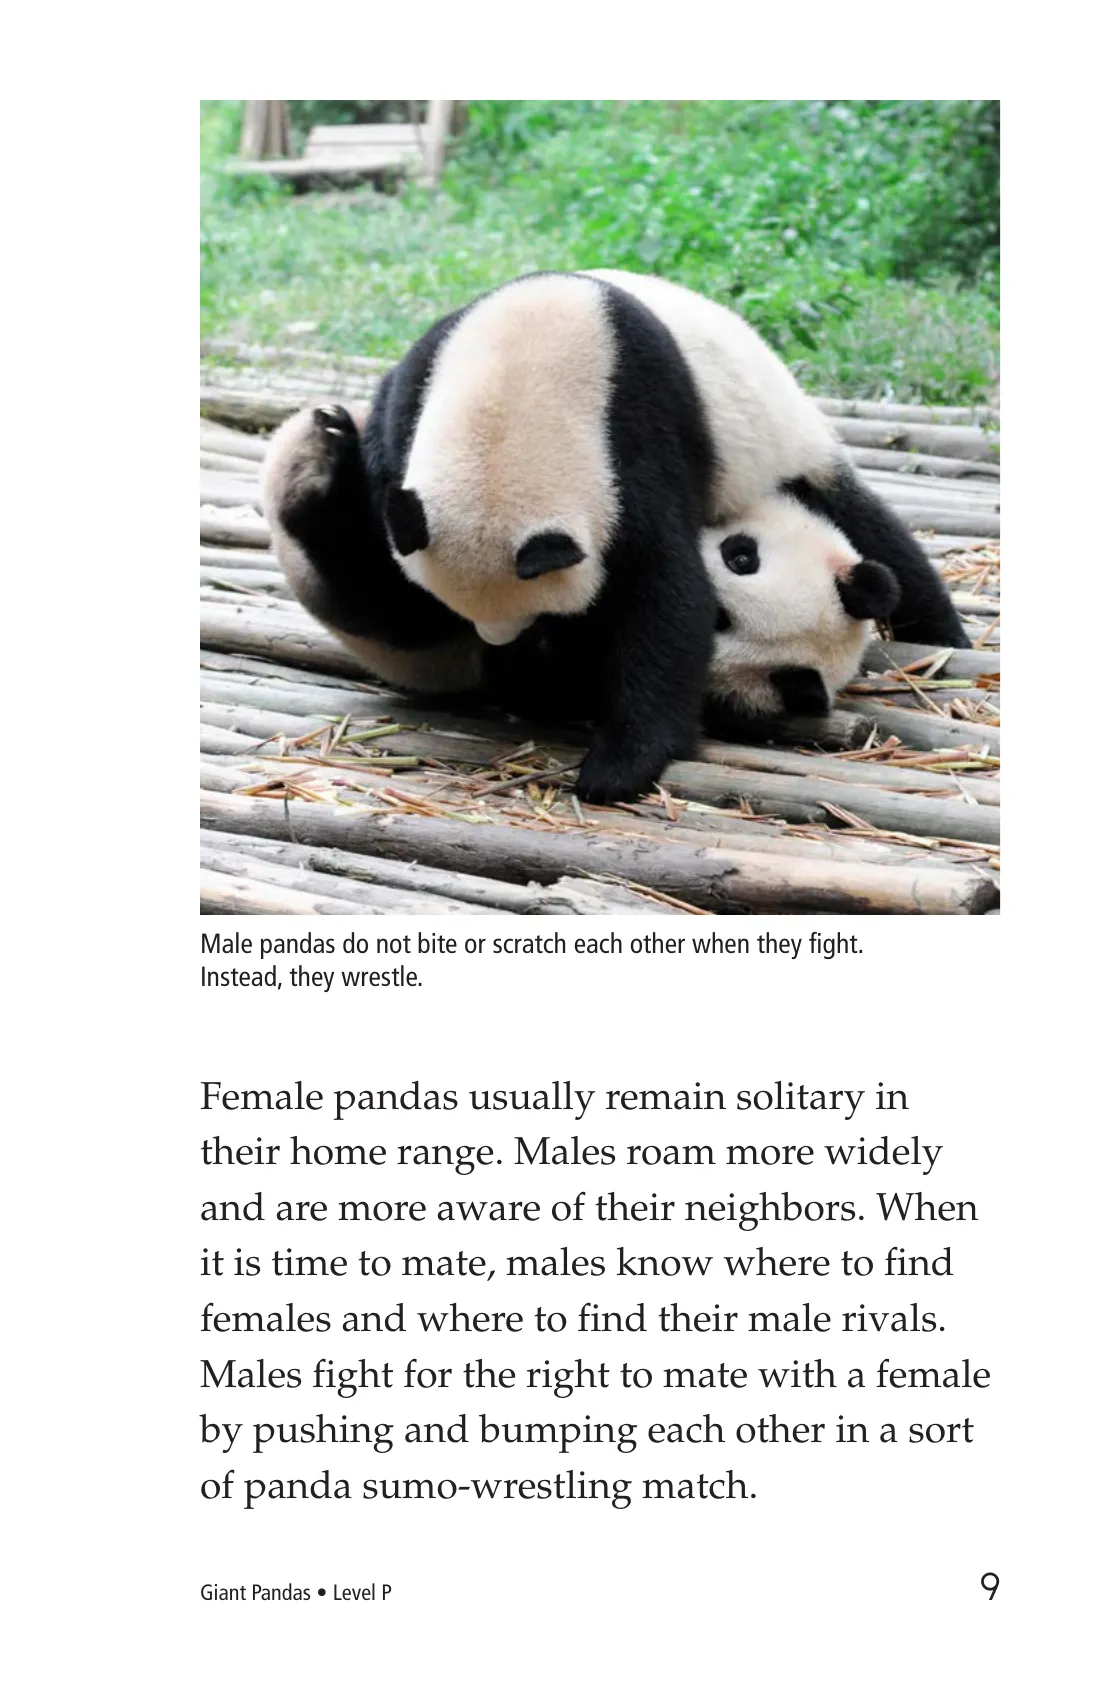 Male pandas do not bite or scratch each other when they fight.
Instead, they wrestle.
Female pandas usually remain solitary in
their home range. Males roam more widely
and are more aware of their neighbors. When
it is time to mate, males know where to find
females and where to find their male rivals.
Males fight for the right to mate with a female
by pushing and bumping each other in a sort
of panda sumo-wrestling match.
Giant Pandas • Level P
9